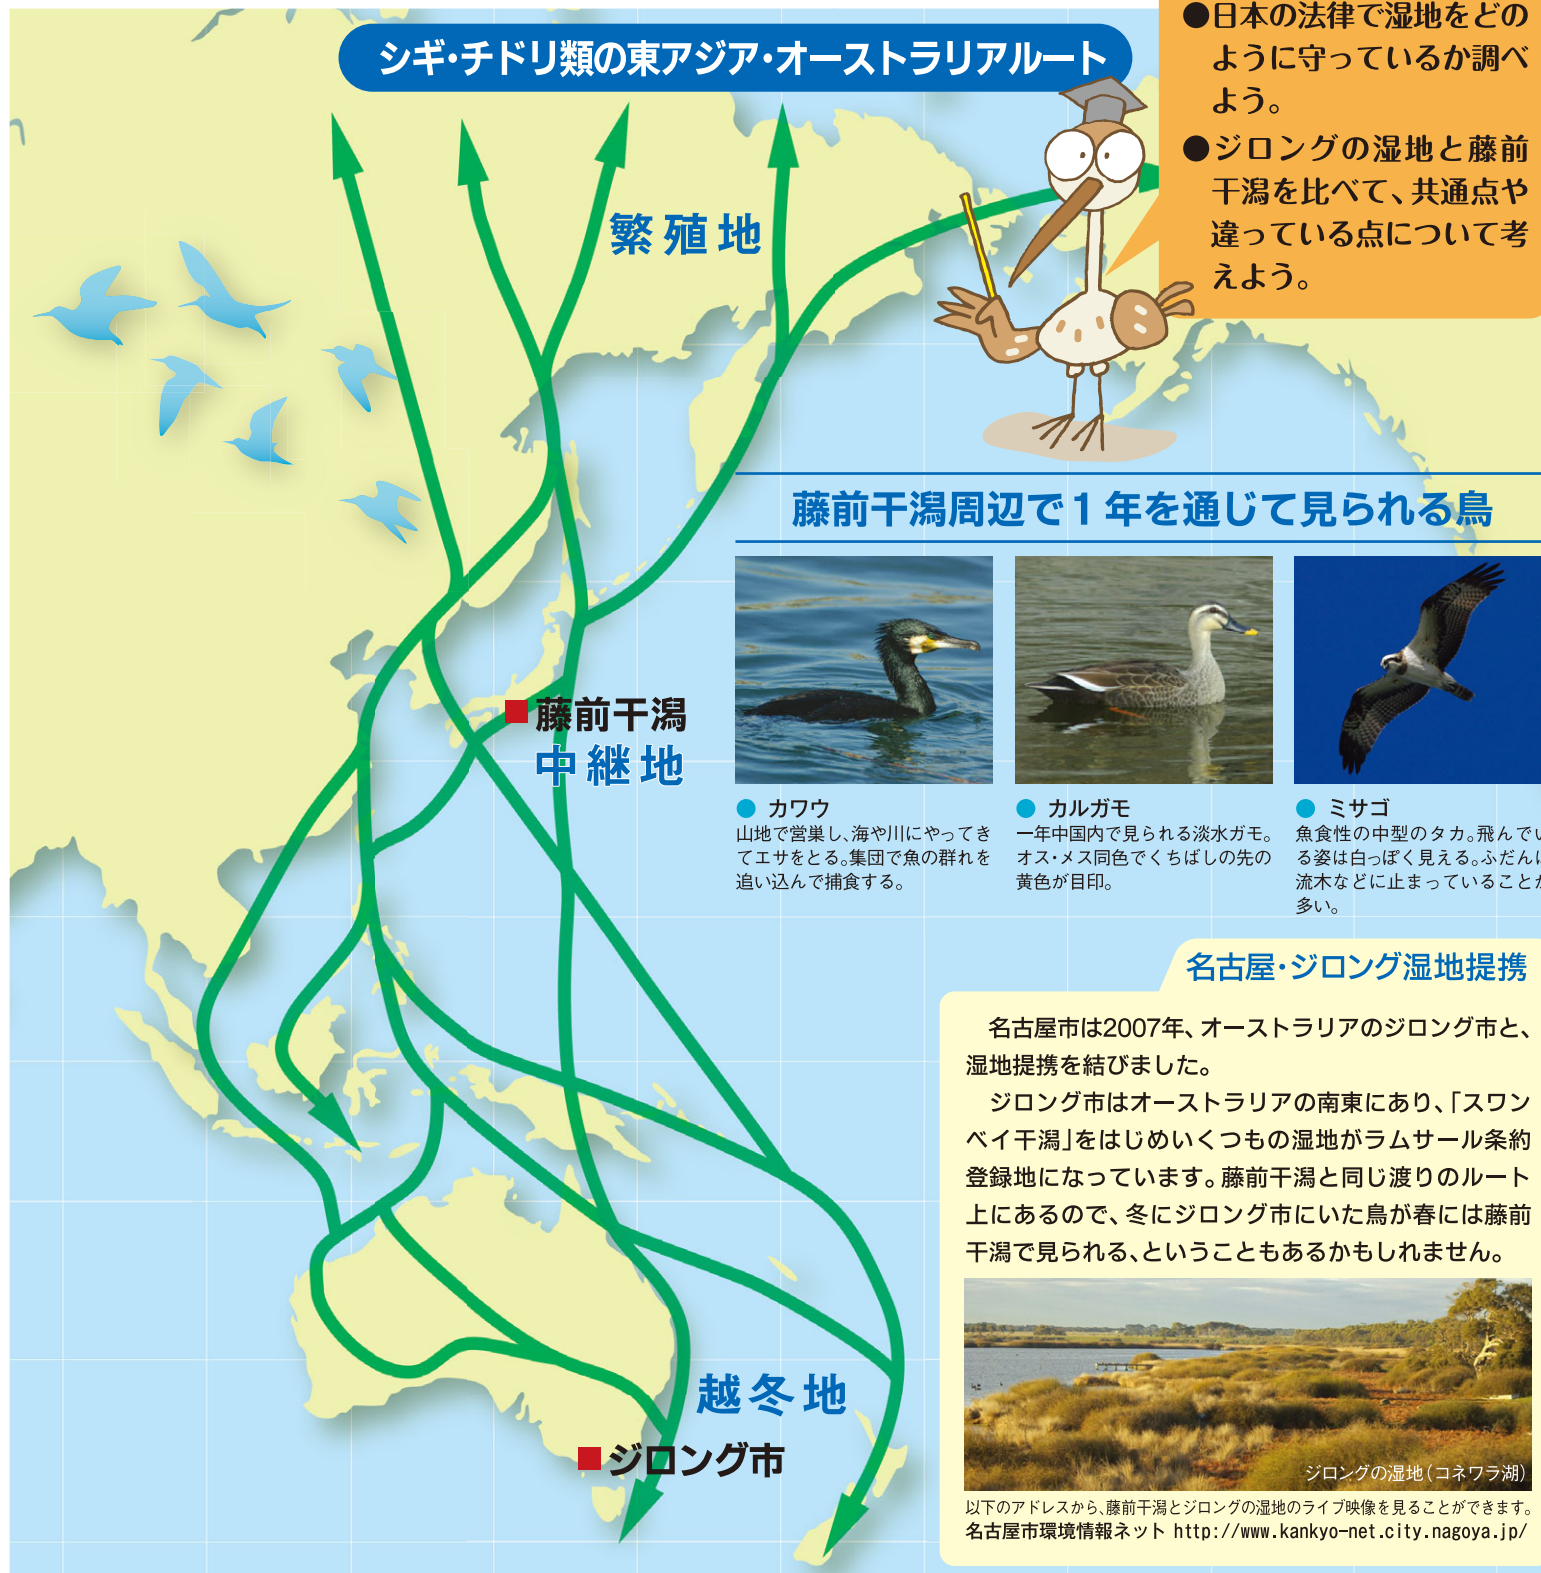 シギ・チドリ類の東アジア・オーストラリアルート
●日本の法律で湿地をどの
ように守っているか調べ
よう。
●ジロングの湿地と藤前
干潟を比べて、共通点や
違っている点について考
えよう。
繁殖地
藤前干潟
中継地
越冬地
ジロング市
藤前干潟周辺で1年を通じて見られる鳥
● カワウ
山地で営巣し、海や川にやってき
てエサをとる。集団で魚の群れを
追い込んで捕食する。
● カルガモ
一年中国内で見られる淡水ガモ。
オス・メス同色でくちばしの先の
黄色が目印。
● ミサゴ
魚食性の中型のタカ。飛んでい
る姿は白っぽく見える。ふだんは
流木などに止まっていることが
多い。
名古屋・ジロング湿地提携
名古屋市は2007年、オーストラリアのジロング市と、
湿地提携を結びました。
ジロング市はオーストラリアの南東にあり、「スワン
ベイ干潟」をはじめいくつもの湿地がラムサール条約
登録地になっています。藤前干潟と同じ渡りのルート
上にあるので、冬にジロング市にいた鳥が春には藤前
干潟で見られる、ということもあるかもしれません。
ジロングの湿地(コネワラ湖)
以下のアドレスから、藤前干潟とジロングの湿地のライブ映像を見ることができます。
名古屋市環境情報ネット http://www.kankyo-net.city.nagoya.jp/